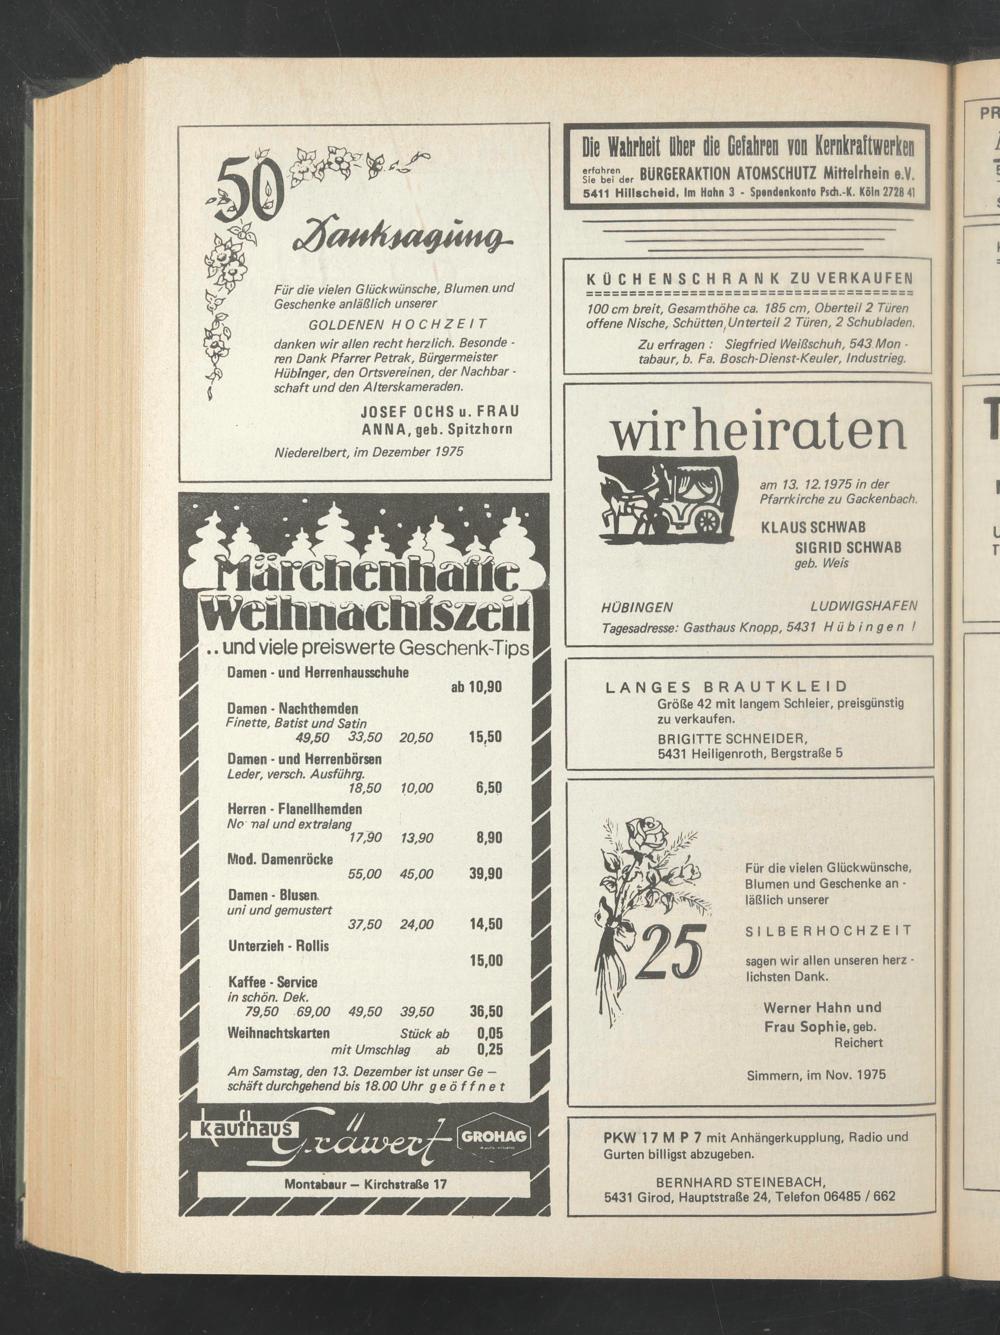 50
Danksagung
Für die vielen Glückwünsche, Blumen und
Geschenke anläßlich unserer
GOLDENEN HOCHZEIT
danken wir allen recht herzlich. Besonde -
ren Dank Pfarrer Petrak, Bürgermeister
Hübinger, den Ortsvereinen, der Nachbar -
schaft und den Alterskameraden.
JOSEF OCHS u. FRAU
ANNA, geb. Spitzhorn
Niederelbert, im Dezember 1975
Märchenhafte
Weihnachtszeit
.. und viele preiswerte Geschenk-Tips
Damen - und Herrenhausschuhe
ab 10,90
Damen - Nachthemden
Finette, Batist und Satin
49,50 33,50 20,50 15,50
Damen - und Herrenbörsen
Leder, versch. Ausführg.
18,50 10,00 6,50
Herren - Flanellhemden
No mal und extralang
17,90 13,90 8,90
Mod. Damenröcke
55,00 45,00 39,90
Damen - Blusen.
uni und gemustert
37,50 24,00 14,50
Unterzieh - Rollis
15,00
Kaffee - Service
in schön. Dek.
79,50 69,00 49,50 39,50 36,50
Weihnachtskarten Stück ab 0,05
mit Umschlag ab 0,25
Am Samstag, den 13. Dezember ist unser Ge —
schäft durchgehend bis 18.00 Uhr geöffnet
kaufhaus
Gräwert
GROHAG
Montabaur — Kirchstraße 17
Die Wahrheit über die Gefahren von Kernkraftwerken
erfahren
Sie bei der BÜRGERAKTION ATOMSCHUTZ Mittelrhein e.V.
5411 Hillscheid, Im Hahn 3 - Spendenkonto Psch.-K. Köln 2728 41
KÜCHENSCHRANK ZU VERKAUFEN
100 cm breit, Gesamthöhe ca. 185 cm, Oberteil 2 Türen
offene Nische, Schütten, Unterteil 2 Türen, 2 Schubladen.
Zu erfragen : Siegfried Weißschuh, 543 Mon -
tabaur, b. Fa. Bosch-Dienst-Keuler, Industrieg.
wir heiraten
am 13. 12. 1975 in der
Pfarrkirche zu Gackenbach.
KLAUS SCHWAB
SIGRID SCHWAB
geb. Weis
HÜBINGEN LUDWIGSHAFEN
Tagesadresse: Gasthaus Knopp, 5431 Hübingen !
LANGES BRAUTKLEID
Größe 42 mit langem Schleier, preisgünstig
zu verkaufen.
BRIGITTE SCHNEIDER,
5431 Heiligenroth, Bergstraße 5
25
Für die vielen Glückwünsche,
Blumen und Geschenke an -
läßlich unserer
SILBERHOCHZEIT
sagen wir allen unseren herz -
lichsten Dank.
Werner Hahn und
Frau Sophie, geb.
Reichert
Simmern, im Nov. 1975
PKW 17 M P 7 mit Anhängerkupplung, Radio und
Gurten billigst abzugeben.
BERNHARD STEINEBACH,
5431 Girod, Hauptstraße 24, Telefon 06485 / 662
PR